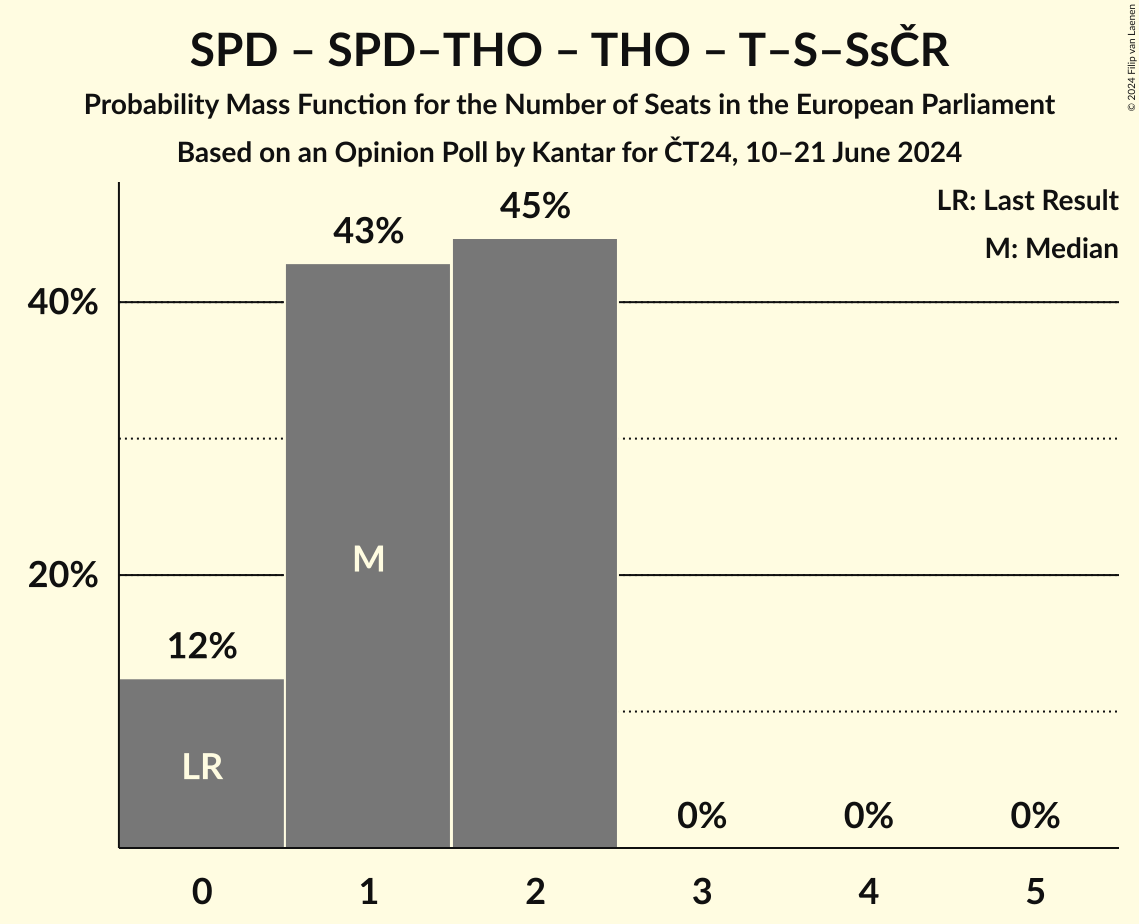 SPD – SPD–THO – THO – T–S–SsČR
Probability Mass Function for the Number of Seats in the European Parliament
Based on an Opinion Poll by Kantar for ČT24, 10–21 June 2024
© 2024 Filip van Laenen
LR: Last Result
M: Median
45%
43%
40%
M
20%
12%
LR
0%
0%
0%
0
1
2
3
4
5